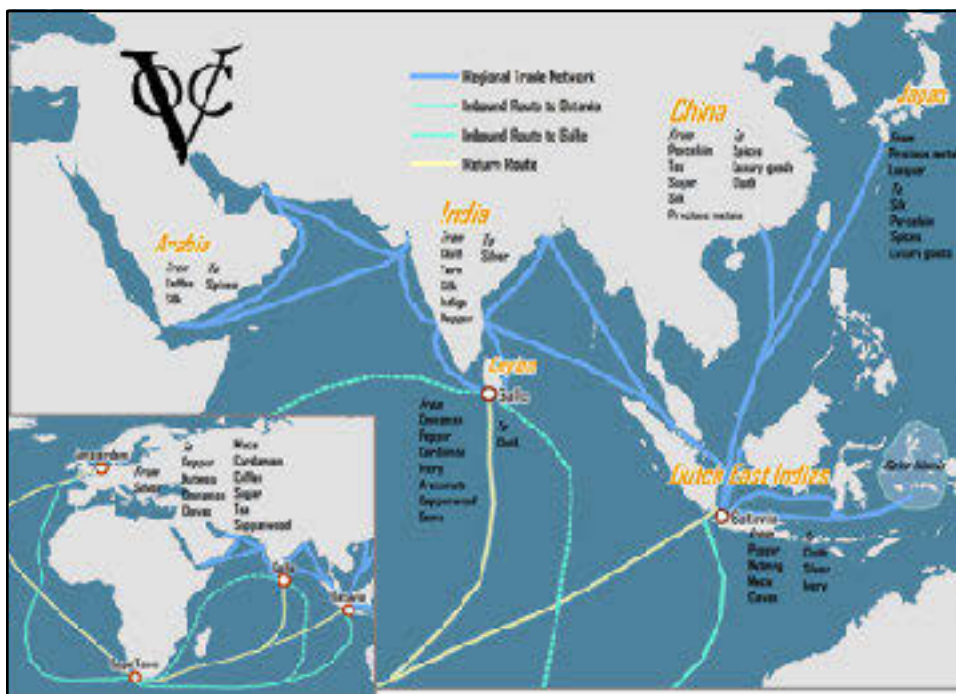 VOC
Regional Trade Network
Inbound Route to Batavia
Inbound Route to Galle
Return Route
China
From
To
Porcelain
Spices
Tea
Luxury goods
Sugar
Cloth
Silk
Precious metals
Japan
From
Precious metals
Lacquer
To
Silk
Porcelain
Spices
Luxury goods
Arabia
From
To
Coffee
Spices
Silk
India
From
To
Silver
Yarn
Silk
Indigo
Pepper
Ceylon
Galle
From
To
Cinnamon
Cloth
Pepper
Cardamon
Ivory
Arecanuts
Sappanwood
Gems
Dutch East Indies
Spice Islands
Batavia
From
To
Pepper
Cloth
Nutmeg
Silver
Mace
Ivory
Cloves
Amsterdam
From
Silver
To
Pepper
Nutmeg
Cinnamon
Cloves
Mace
Cardamon
Coffee
Sugar
Tea
Sappanwood
Galle
Batavia
Cape Town